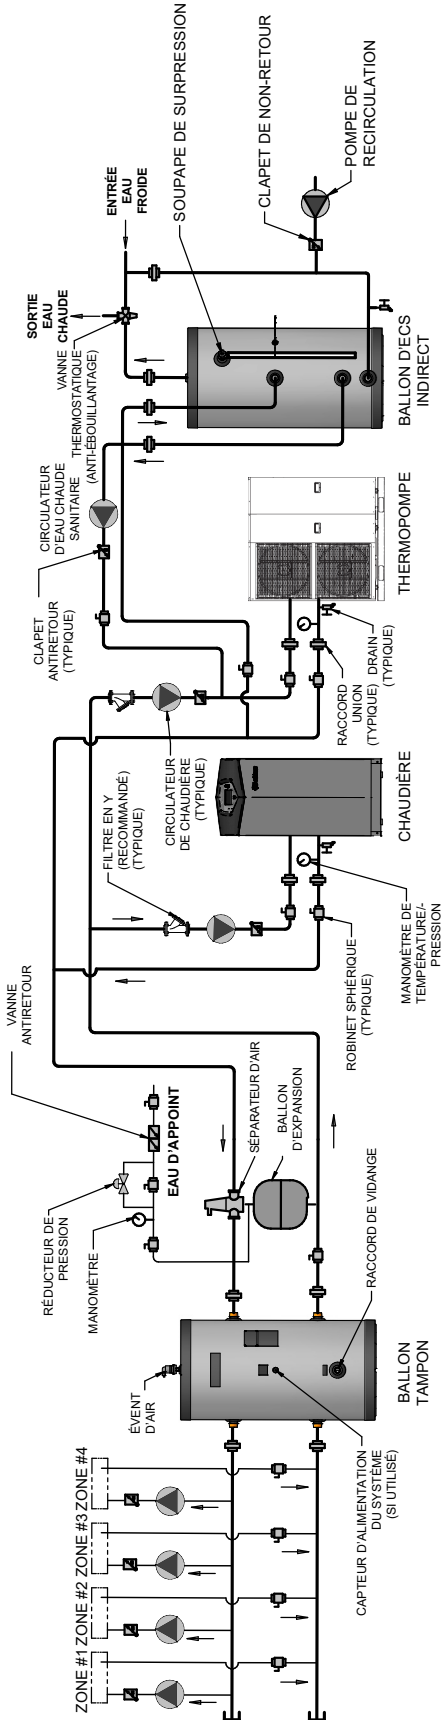 ZONE #1
ZONE #2
ZONE #3
ZONE #4
ÉVENT
D'AIR
BALLON
TAMPON
CAPTEUR D'ALIMENTATION
DU SYSTÈME
(SI UTILISÉ)
RACCORD DE VIDANGE
MANOMÈTRE
RÉDUCTEUR DE
PRESSION
VANNE
ANTIRETOUR
EAU D'APPOINT
SÉPARATEUR D'AIR
BALLON
D'EXPANSION
FILTRE EN Y
(RECOMMANDÉ)
(TYPIQUE)
CIRCULATEUR
DE CHAUDIÈRE
(TYPIQUE)
ROBINET SPHÉRIQUE
(TYPIQUE)
MANOMÈTRE DE
TEMPÉRATURE/-
PRESSION
CHAUDIÈRE
RACCORD
UNION
(TYPIQUE)
DRAIN
(TYPIQUE)
THERMOPOMPE
CLAPET
ANTIRETOUR
(TYPIQUE)
CIRCULATEUR
D'EAU CHAUDE
SANITAIRE
VANNE
THERMOSTATIQUE
(ANTI-ÉBOUILLANTAGE)
SORTIE
EAU
CHAUDE
ENTRÉE
EAU
FROIDE
BALLON D'ECS
INDIRECT
SOUPAPE DE SURPRESSION
CLAPET DE NON-RETOUR
POMPE DE
RECIRCULATION